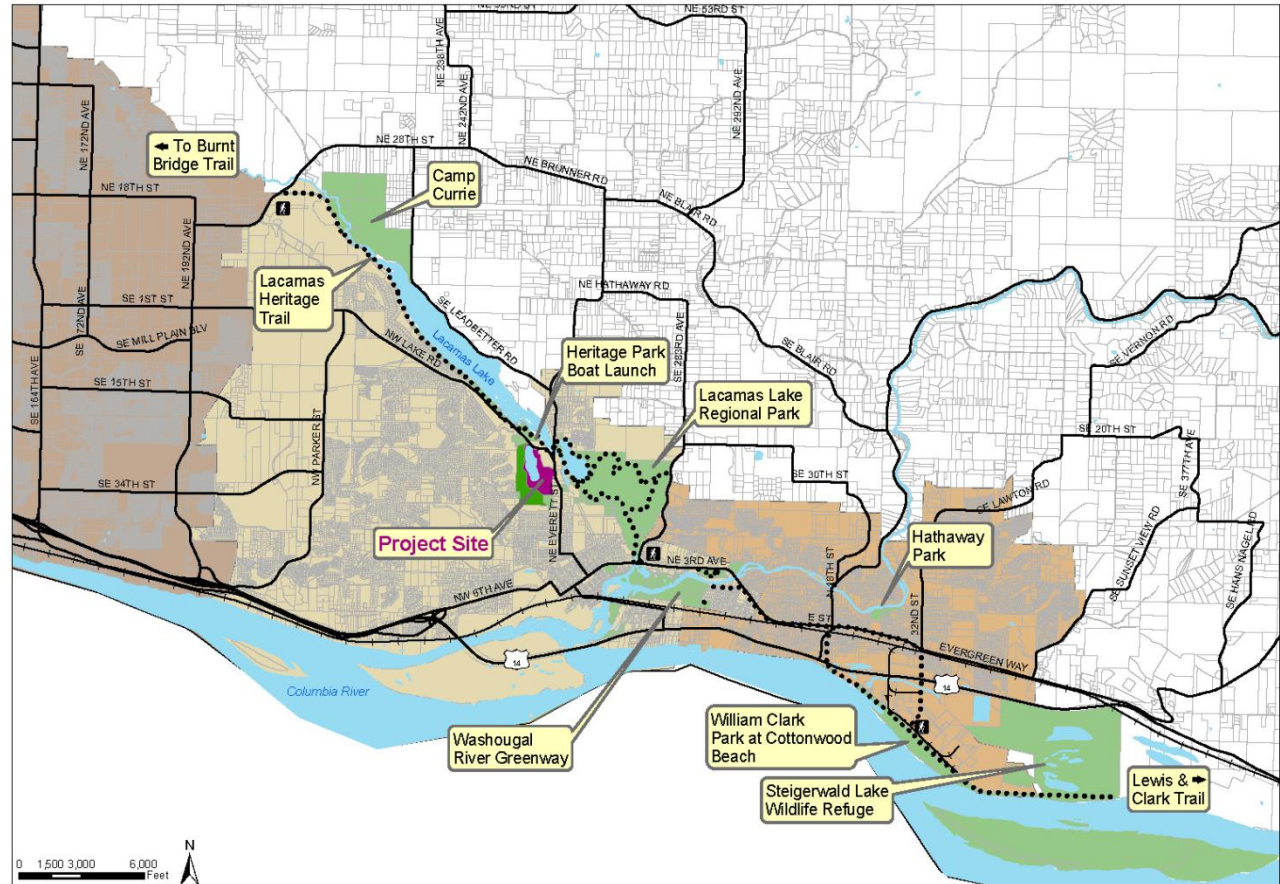 NE 53RD ST
NE 238TH AVE
NE 242ND AVE
NE 292ND AVE
NE 172ND AVE
NE 28TH ST
← To Burnt
Bridge Trail
NE BRUNNER RD
Camp
Currie
NE 18TH ST
NE BLAIR RD
NE 192ND AVE
Lacamas
Heritage
Trail
NE HATHAWAY RD
SE 1ST ST
SE LEADBETTER RD
SE 283RD AVE
SE VERNON RD
SE MILL PLAIN BLV
NW LAKE RD
Lacamas Lake
Heritage Park
Boat Launch
SE BLAIR RD
SE 15TH ST
SE 164TH AVE
Lacamas Lake
Regional Park
NW PARKER ST
SE 20TH ST
SE 377TH AVE
SE 34TH ST
SE 30TH ST
SE LAWTON RD
Project Site
NE EVERETT ST
Hathaway
Park
SE SUNSET VIEW RD
SE HANS NAGEL RD
NE 3RD AVE
N 18TH ST
NW 6TH AVE
32ND ST
E ST
EVERGREEN WAY
14
14
Columbia River
Washougal
River Greenway
William Clark
Park at Cottonwood
Beach
Steigerwald Lake
Wildlife Refuge
Lewis & →
Clark Trail
N
0 1,500 3,000 6,000
Feet